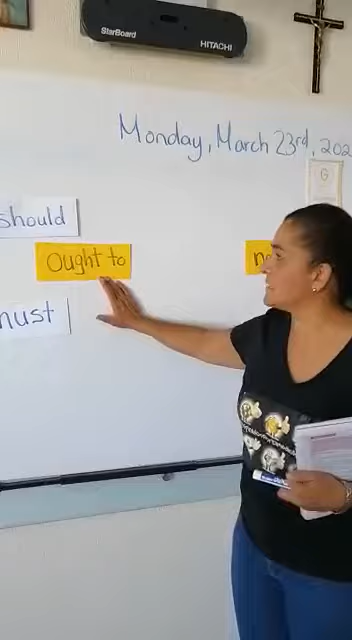 StarBoard HITACHI
Monday, March 23rd, 202
should
Ought to
must